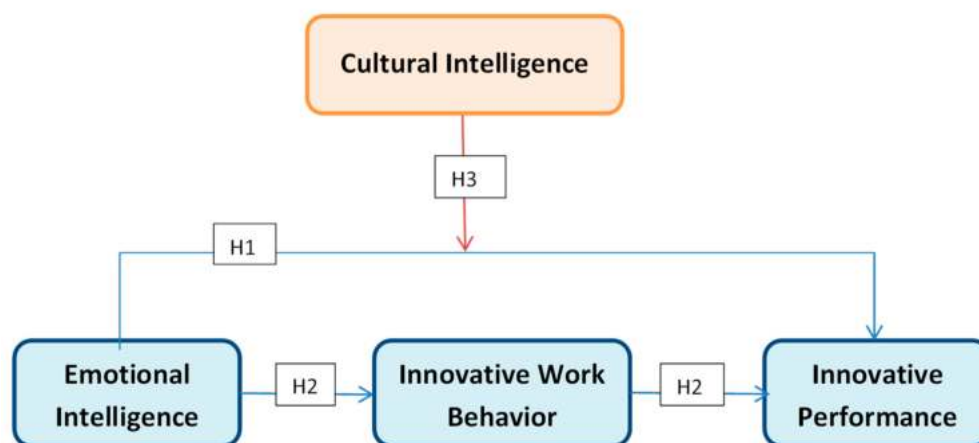 Cultural Intelligence
H3
H1
Emotional
Intelligence
H2
Innovative Work
Behavior
H2
Innovative
Performance